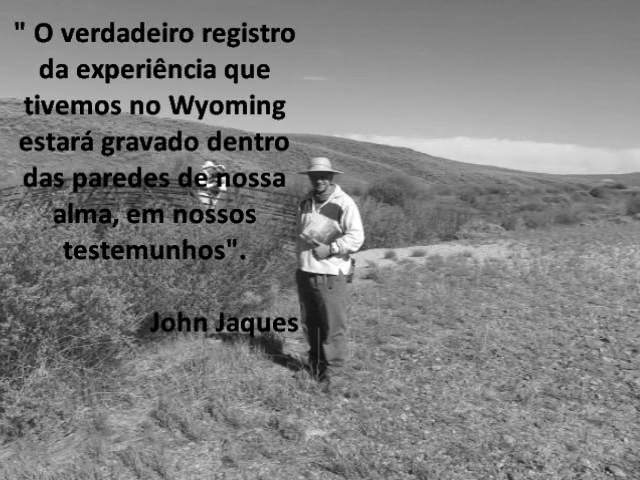 " O verdadeiro registro
da experiência que
tivemos no Wyoming
estará gravado dentro
das paredes de nossa
alma, em nossos
testemunhos".
John Jaques